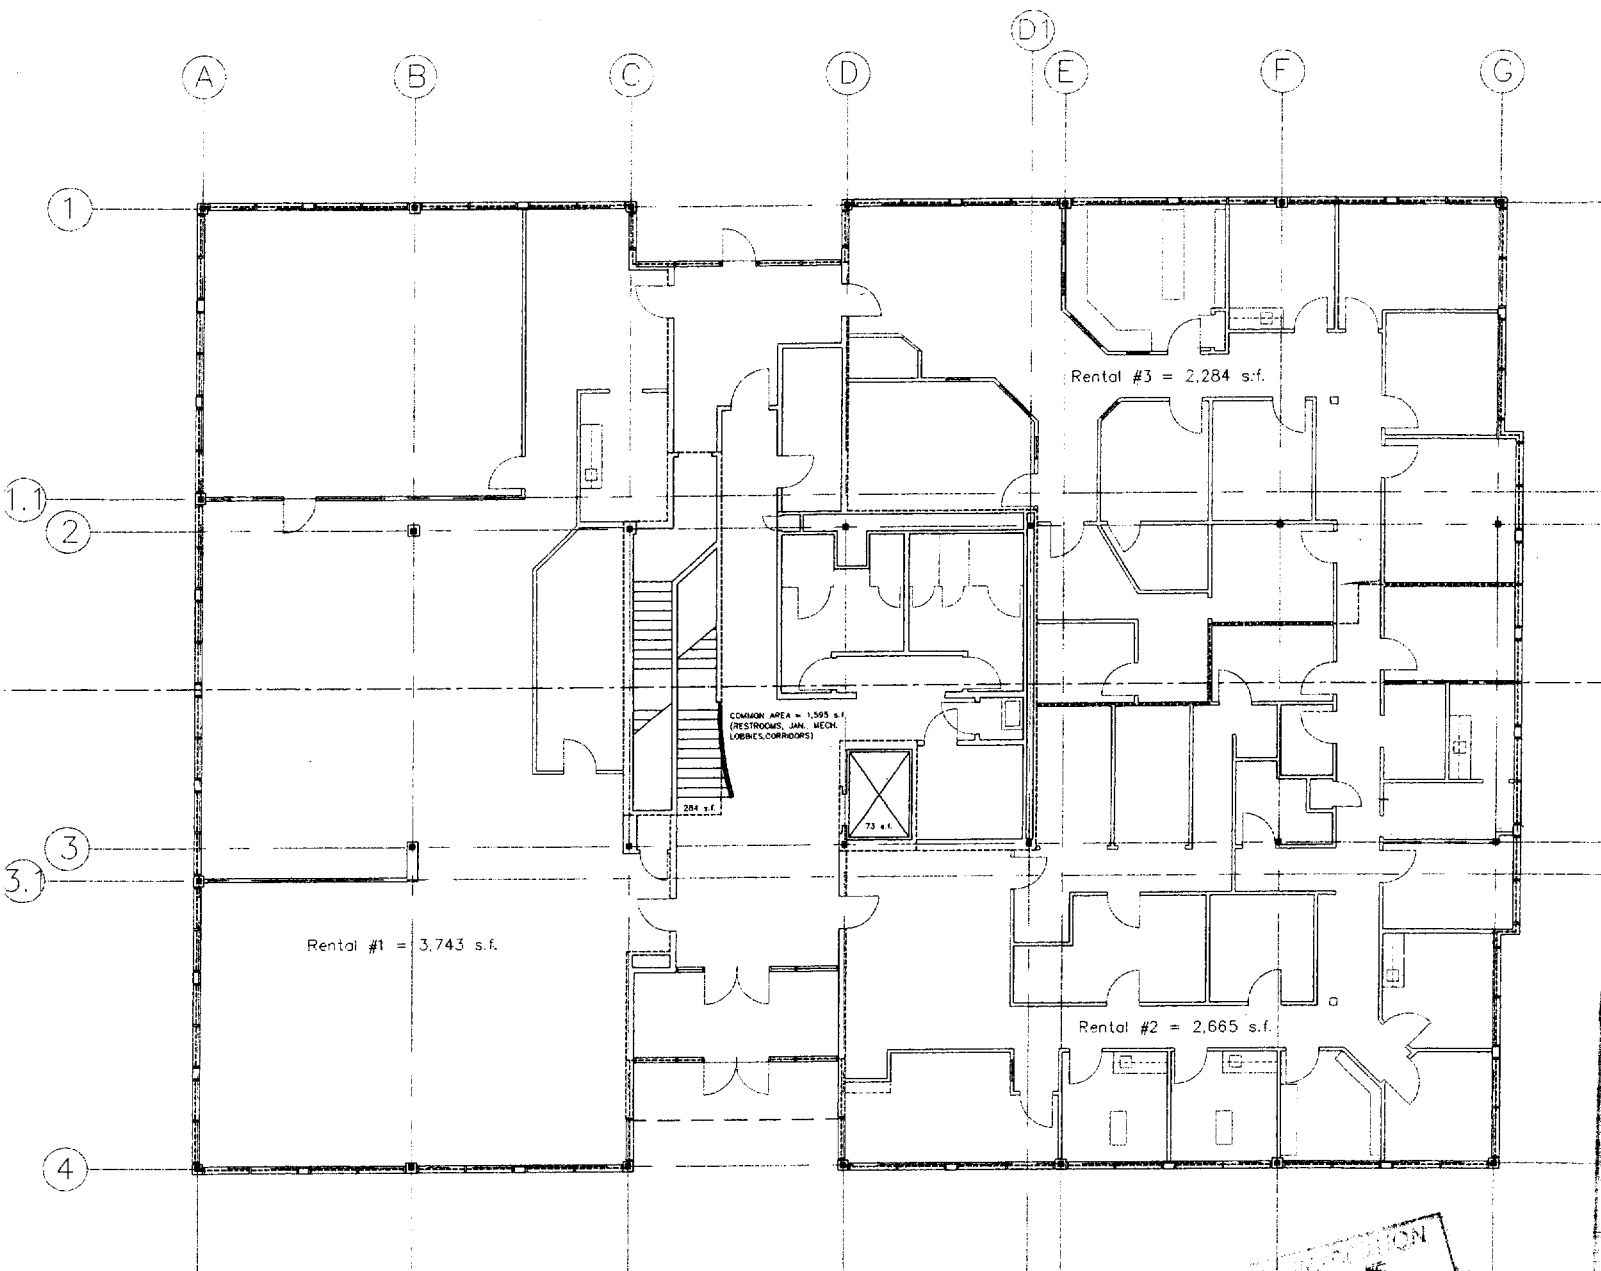 D1
A
B
C
D
E
F
G
1
Rental #3 = 2,284 s.f.
1.1
2
COMMON AREA = 1,595 s.f.
(RESTROOMS, JAN., MECH.
LOBBIES,CORRIDORS)
284 s.f.
73 s.f.
3
3.1
Rental #1 = 3,743 s.f.
Rental #2 = 2,665 s.f.
4